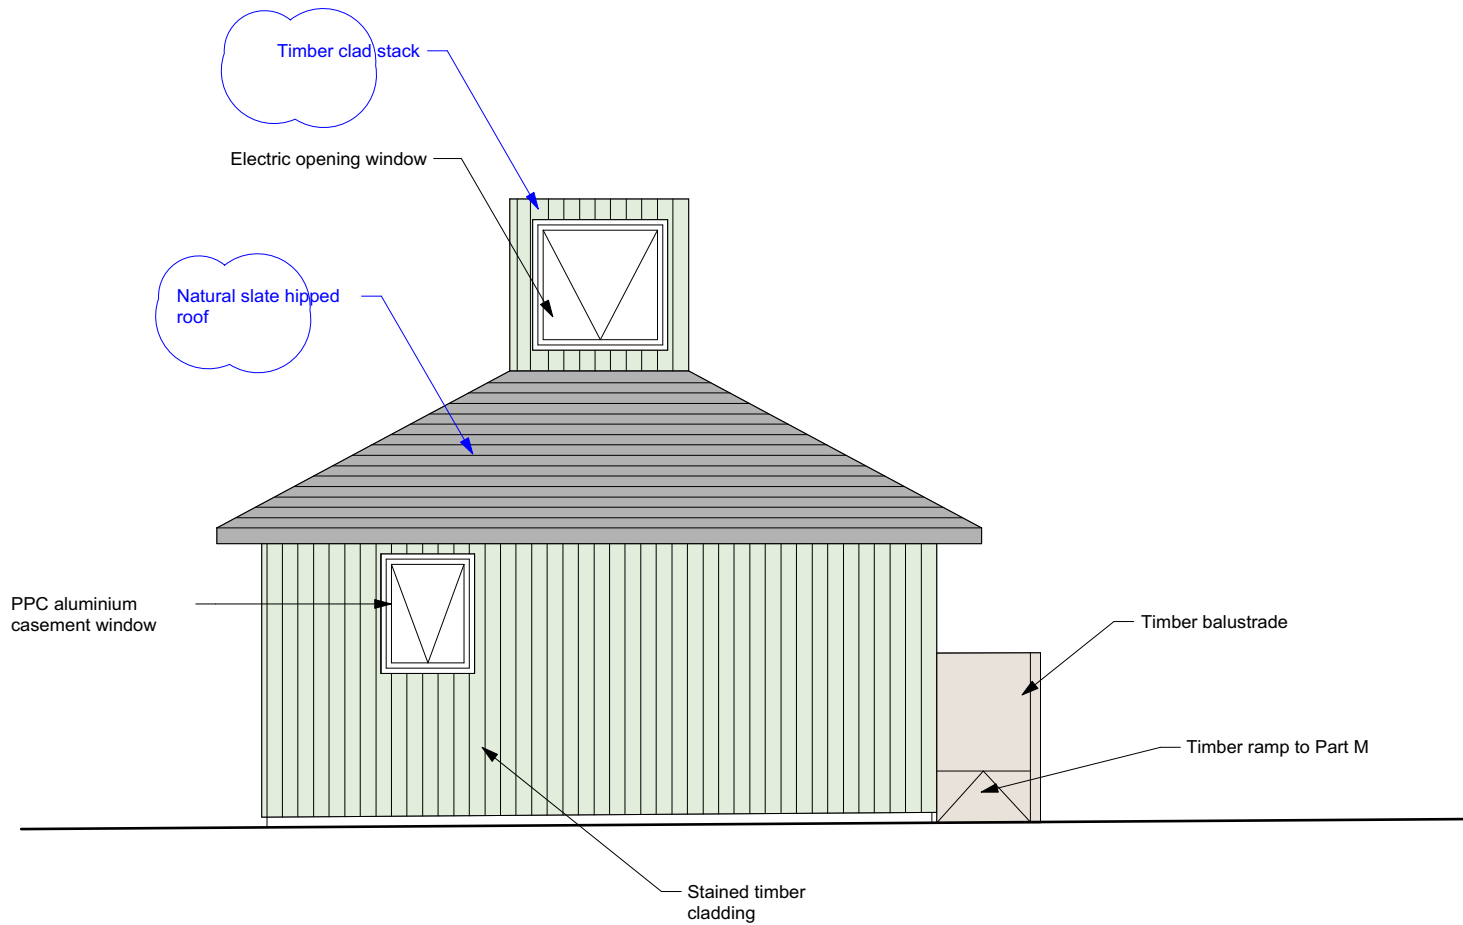 Timber clad stack
Electric opening window
Natural slate hipped
roof
PPC aluminium
casement window
Timber balustrade
Timber ramp to Part M
Stained timber
cladding